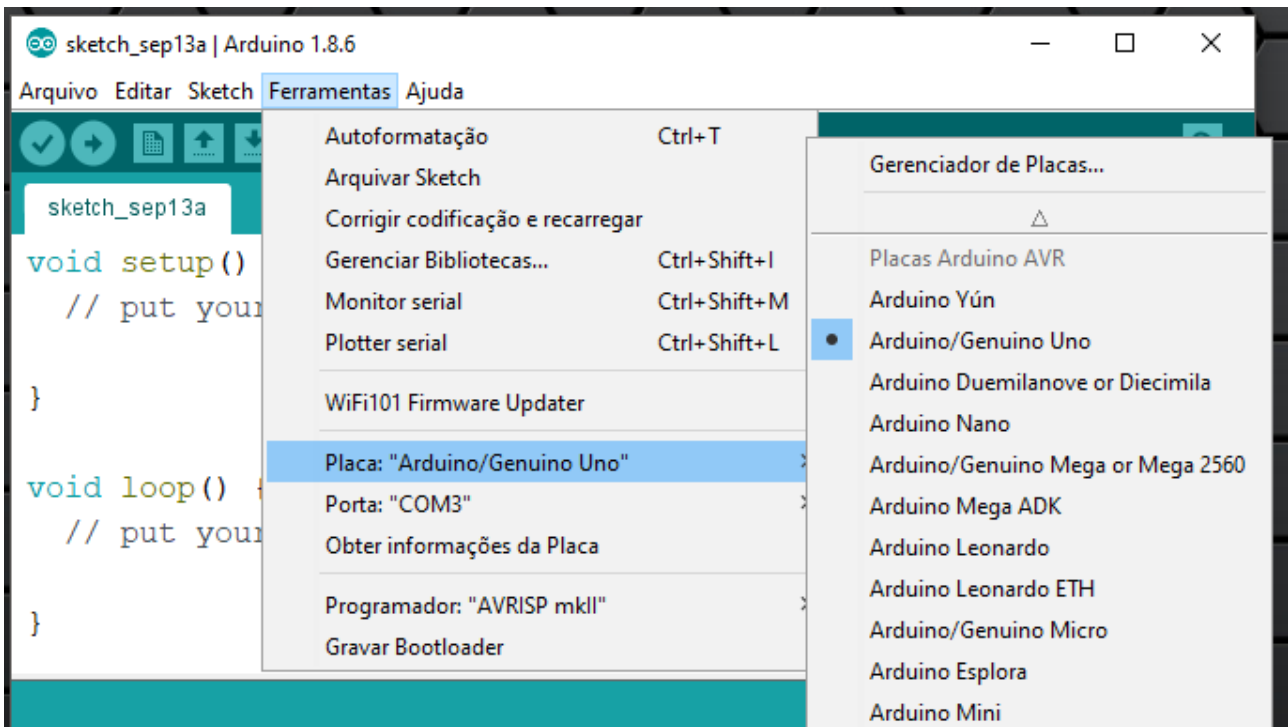 sketch_sep13a | Arduino 1.8.6
Arquivo Editar Sketch Ferramentas Ajuda
sketch_sep13a
void setup()
// put your
}
void loop() {
// put your
}
Autoformatação Ctrl+T
Arquivar Sketch
Corrigir codificação e recarregar
Gerenciar Bibliotecas... Ctrl+Shift+I
Monitor serial Ctrl+Shift+M
Plotter serial Ctrl+Shift+L
WiFi101 Firmware Updater
Placa: "Arduino/Genuino Uno"
Porta: "COM3"
Obter informações da Placa
Programador: "AVRISP mkII"
Gravar Bootloader
Gerenciador de Placas...
Placas Arduino AVR
Arduino Yún
Arduino/Genuino Uno
Arduino Duemilanove or Diecimila
Arduino Nano
Arduino/Genuino Mega or Mega 2560
Arduino Mega ADK
Arduino Leonardo
Arduino Leonardo ETH
Arduino/Genuino Micro
Arduino Esplora
Arduino Mini